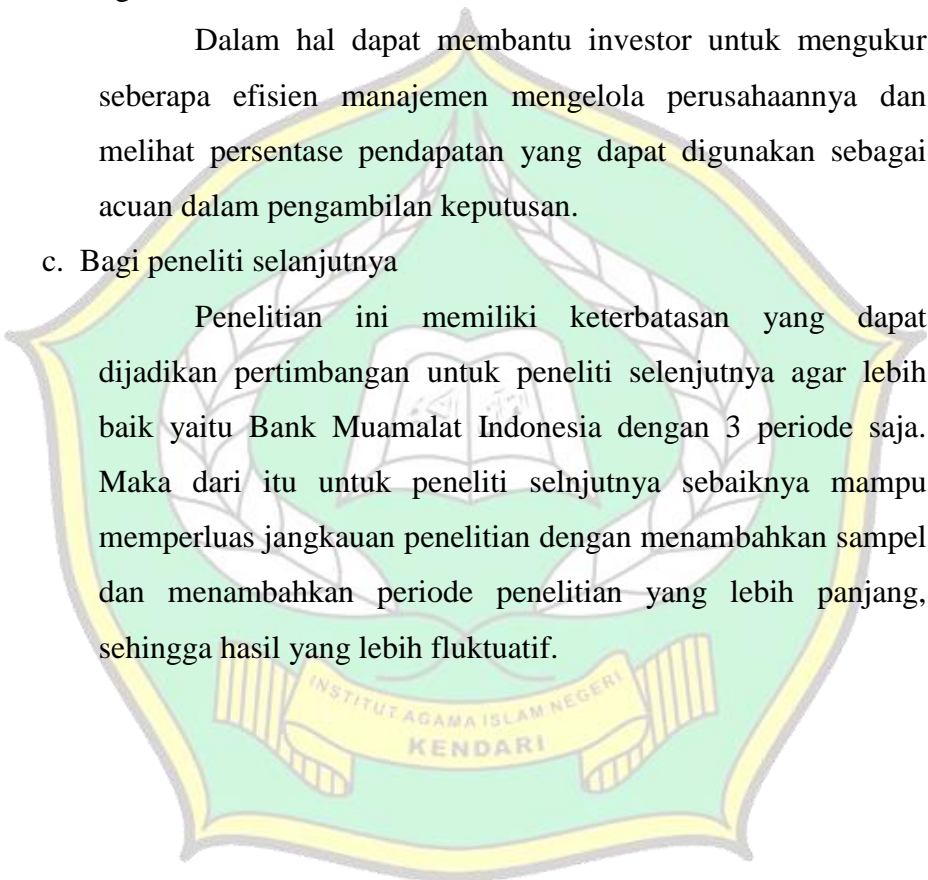 Dalam hal dapat membantu investor untuk mengukur
seberapa efisien manajemen mengelola perusahaannya dan
melihat persentase pendapatan yang dapat digunakan sebagai
acuan dalam pengambilan keputusan.
c. Bagi peneliti selanjutnya
Penelitian ini memiliki keterbatasan yang dapat
dijadikan pertimbangan untuk peneliti selenjutnya agar lebih
baik yaitu Bank Muamalat Indonesia dengan 3 periode saja.
Maka dari itu untuk peneliti selnjutnya sebaiknya mampu
memperluas jangkauan penelitian dengan menambahkan sampel
dan menambahkan periode penelitian yang lebih panjang,
sehingga hasil yang lebih fluktuatif.
INSTITUT AGAMA ISLAM NEGERI
KENDARI